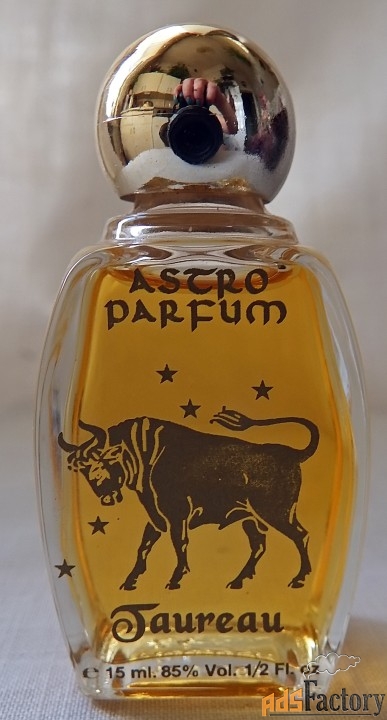 ASTRO
PARFUM
Taureau
e 15 ml. 85% Vol. 1/2 Fl. oz
AdsFactory